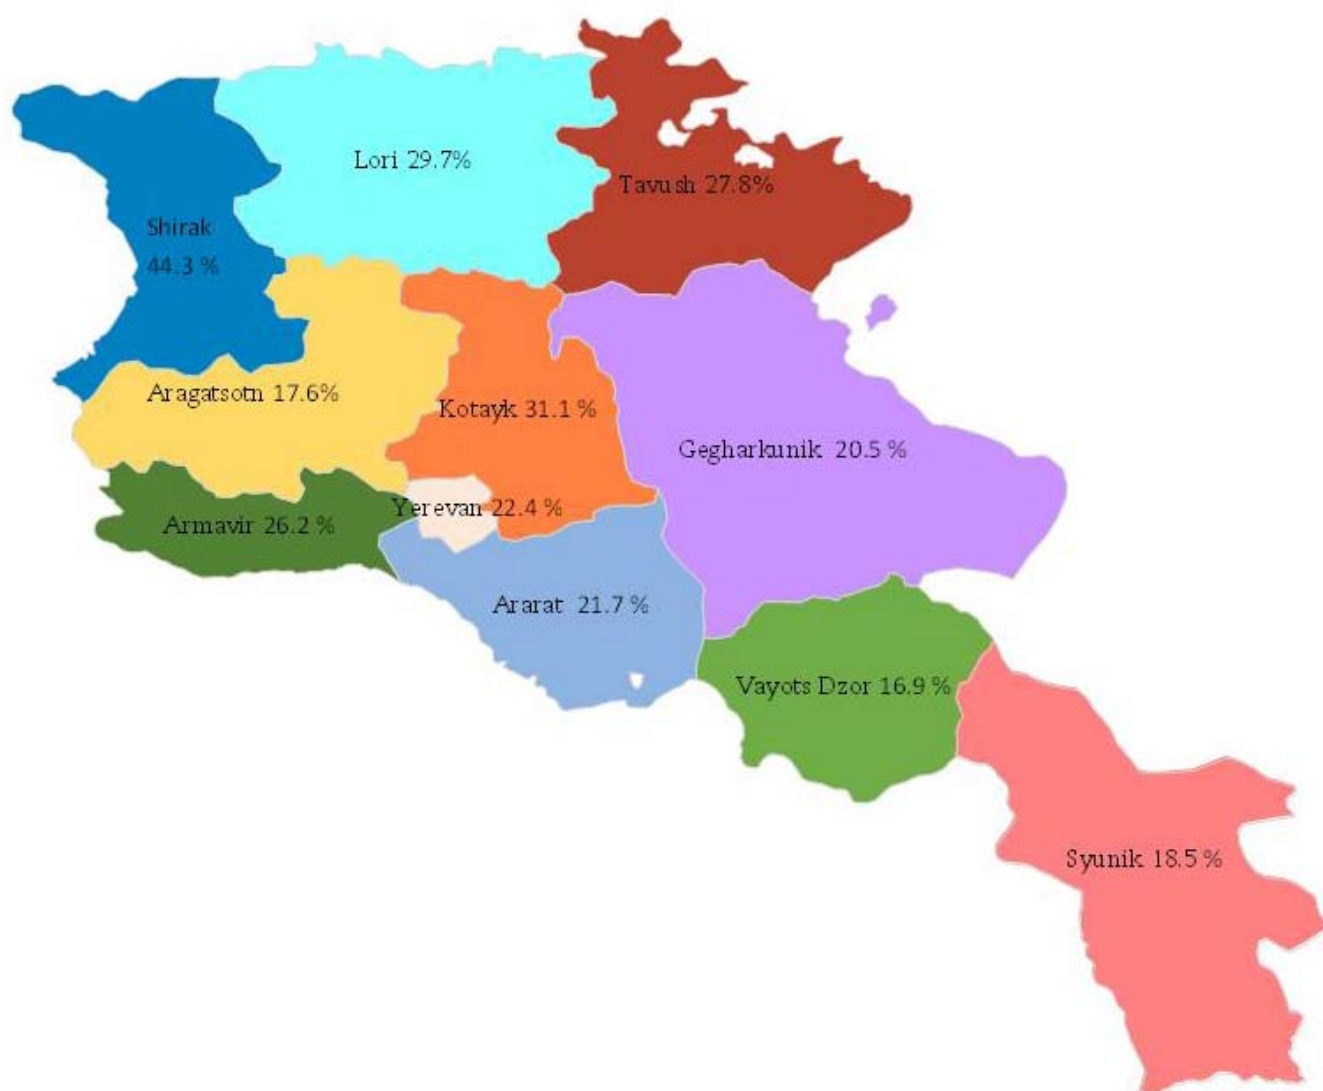 Lori 29.7%
Tavush 27.8%
Shirak
44.3 %
Aragatsotn 17.6%
Kotayk 31.1 %
Gegharkunik 20.5 %
Yerevan 22.4 %
Armavir 26.2 %
Ararat 21.7 %
Vayots Dzor 16.9 %
Syunik 18.5 %